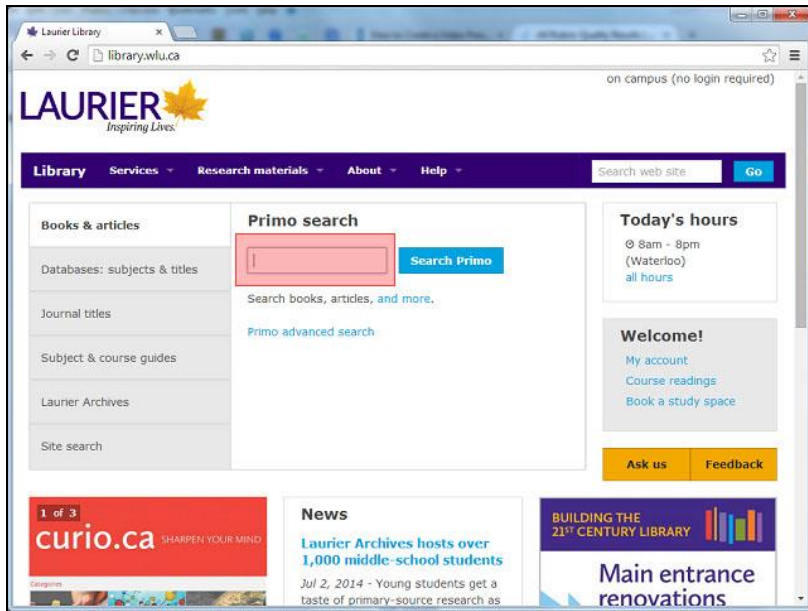 Laurier Library
library.wlu.ca
on campus (no login required)
LAURIER
Inspiring Lives.
Library Services Research materials About Help Search web site Go
Books & articles
Databases: subjects & titles
Journal titles
Subject & course guides
Laurier Archives
Site search
Primo search
Search Primo
Search books, articles, and more.
Primo advanced search
Today's hours
8am - 8pm
(Waterloo)
all hours
Welcome!
My account
Course readings
Book a study space
Ask us Feedback
1 of 3
curio.ca SHARPEN YOUR MIND
Categories
News
Laurier Archives hosts over
1,000 middle-school students
Jul 2, 2014 - Young students get a
taste of primary-source research as
BUILDING THE
21ST CENTURY LIBRARY
Main entrance
renovations